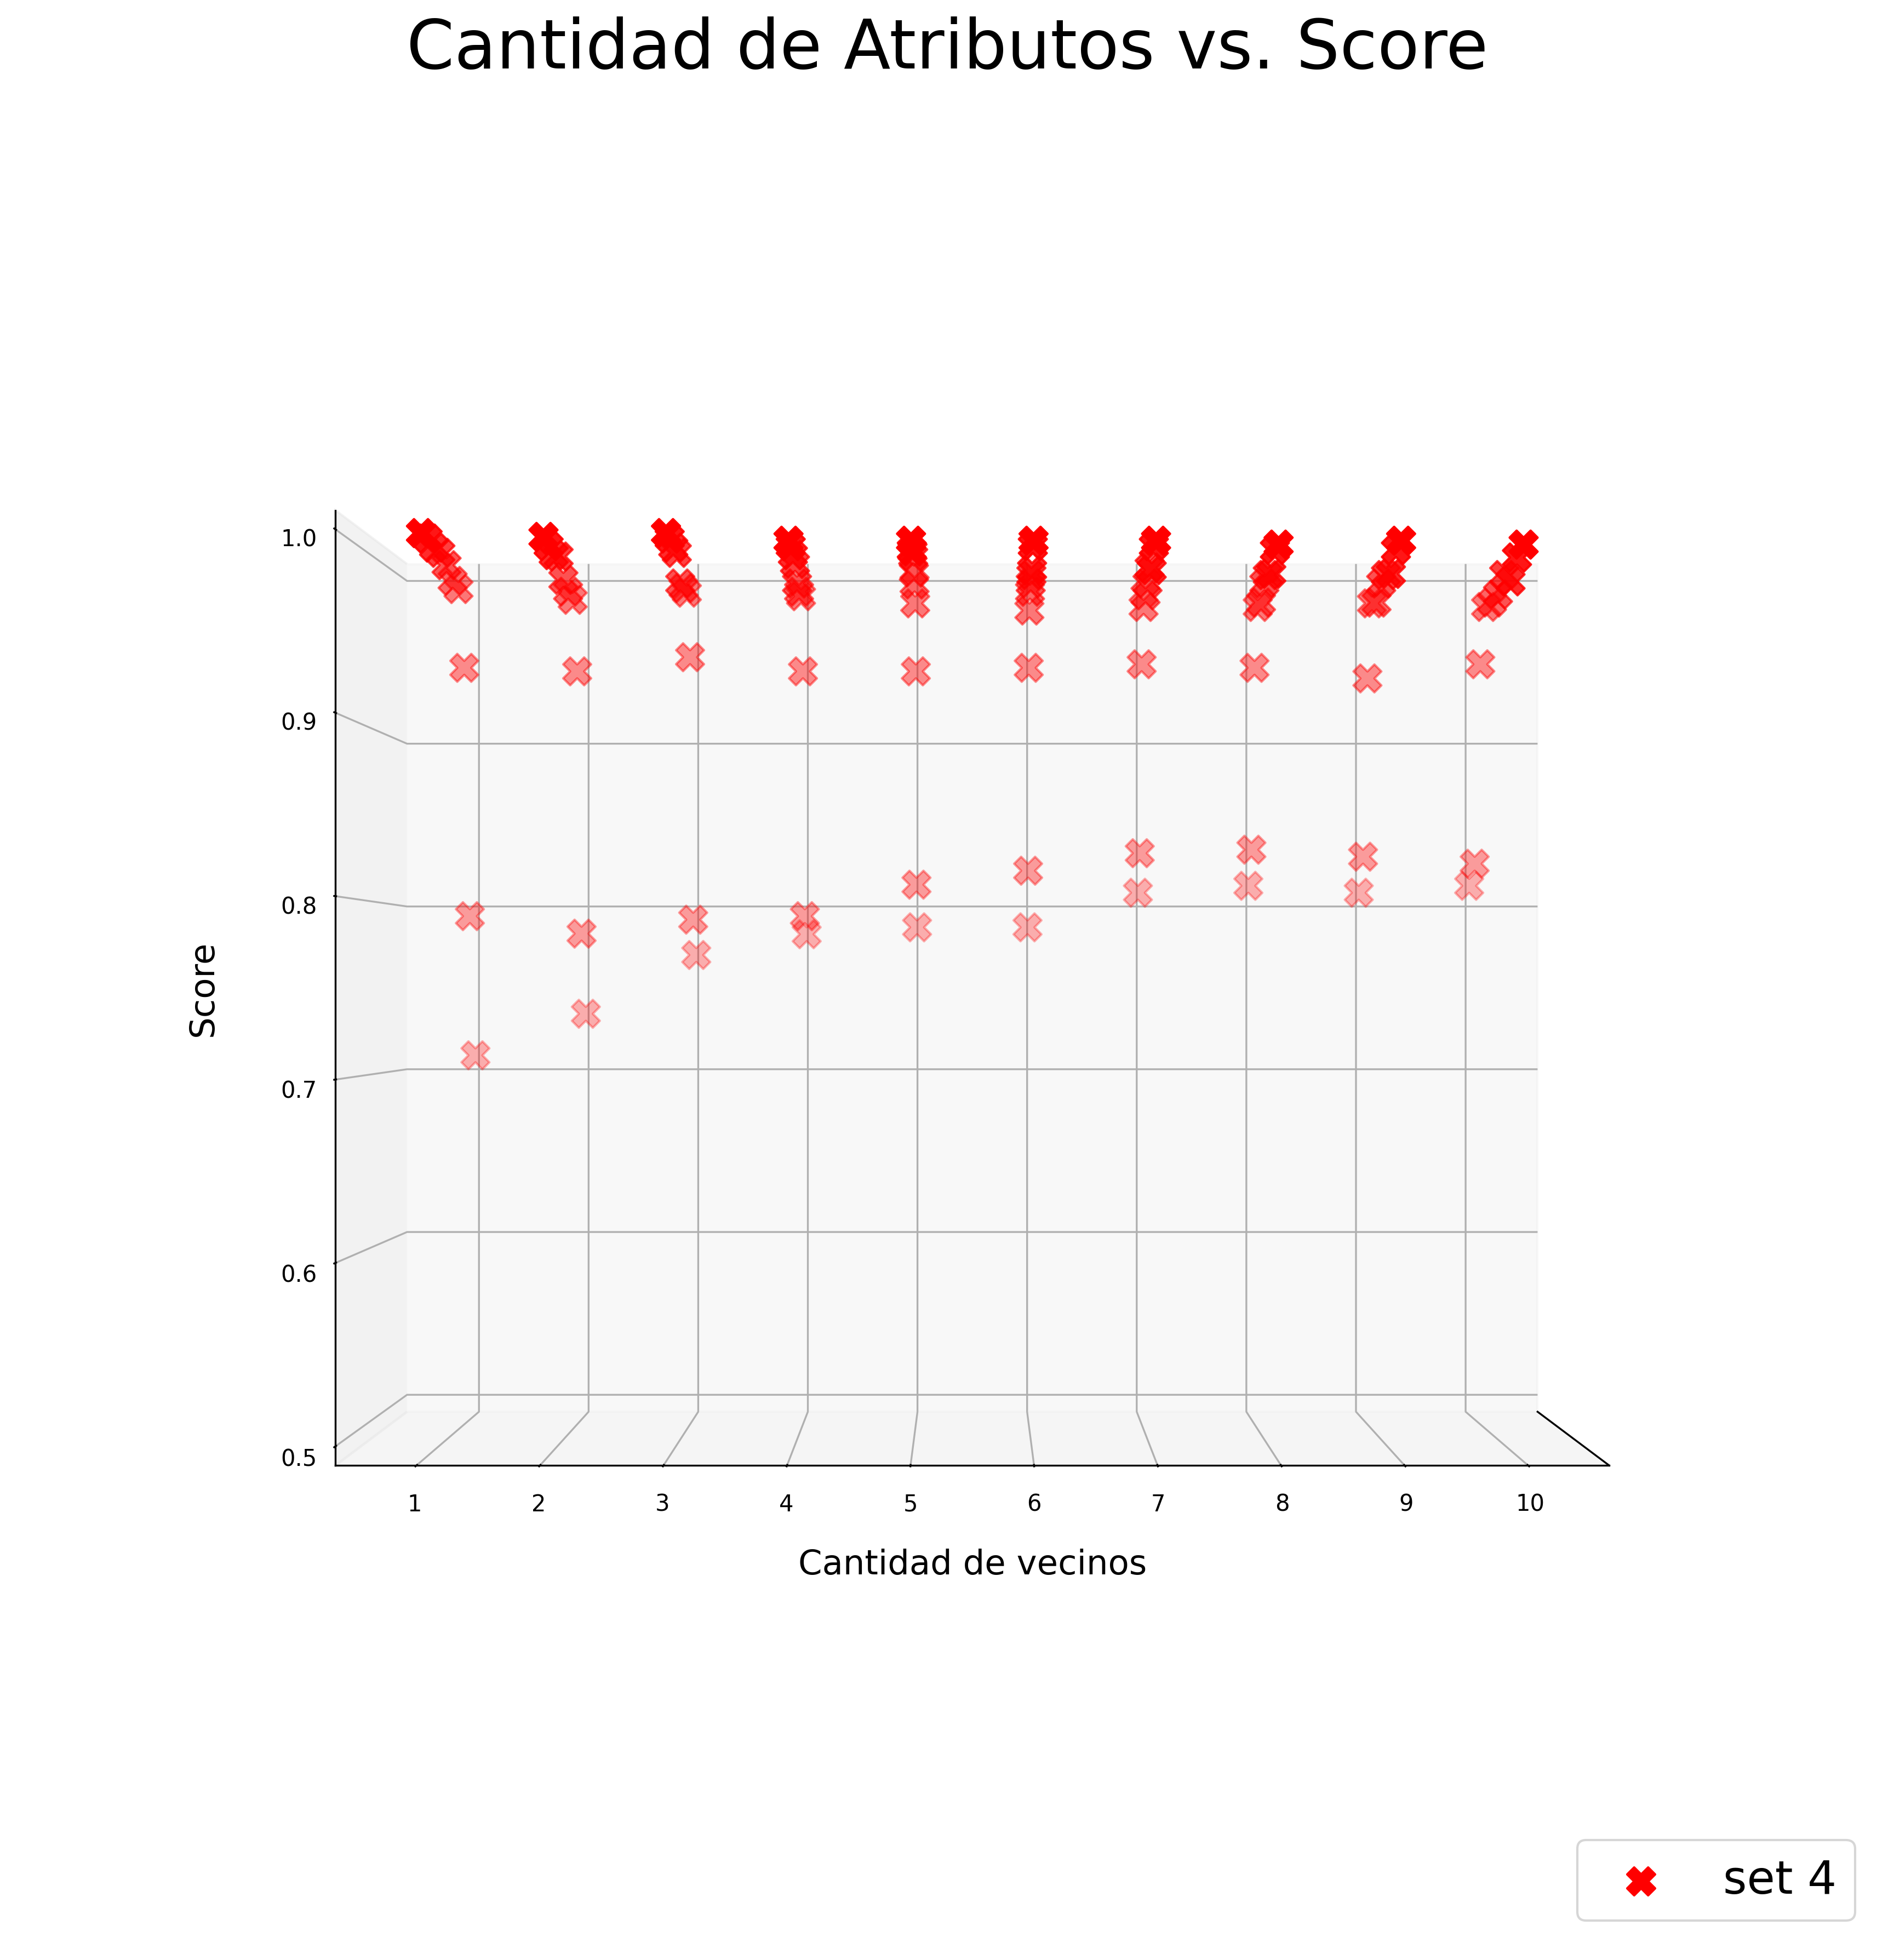 Cantidad de Atributos vs. Score
1.0
0.9
0.8
0.7
0.6
0.5
Score
1 2 3 4 5 6 7 8 9 10
Cantidad de vecinos
set 4